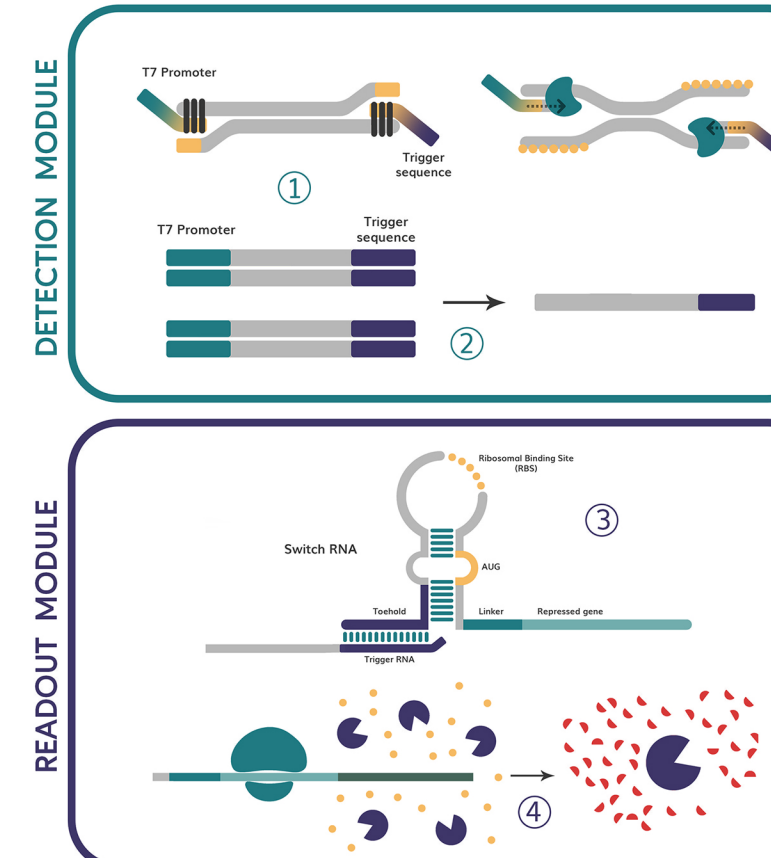 DETECTION MODULE
T7 Promoter
Trigger
sequence
1
T7 Promoter
Trigger
sequence
2
READOUT MODULE
Ribosomal Binding Site
(RBS)
3
Switch RNA
AUG
Toehold
Linker
Repressed gene
Trigger RNA
4